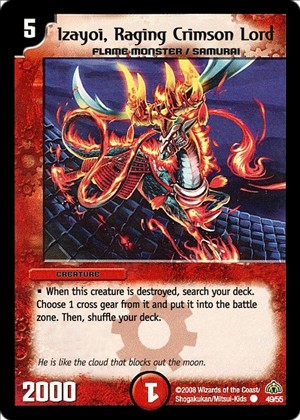 5
Izayoi, Raging Crimson Lord
FLAME MONSTER / SAMURAI
CREATURE
▪ When this creature is destroyed, search your deck.
Choose 1 cross gear from it and put it into the battle
zone. Then, shuffle your deck.
He is like the cloud that blocks out the moon.
2000
1
©2008 Wizards of the Coast/
Shogakukan/Mitsui-Kids
49/55